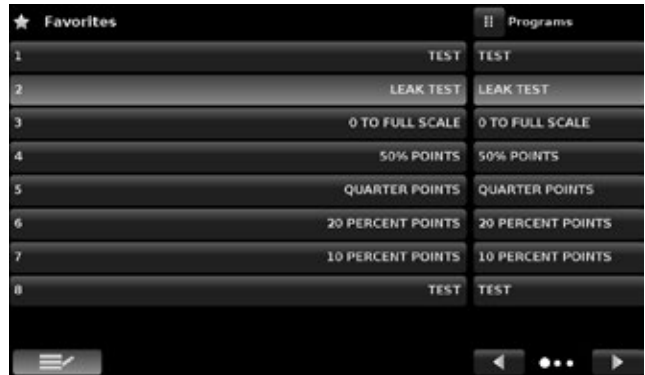 Favorites Programs
1 TEST TEST
2 LEAK TEST LEAK TEST
3 0 TO FULL SCALE 0 TO FULL SCALE
4 50% POINTS 50% POINTS
5 QUARTER POINTS QUARTER POINTS
6 20 PERCENT POINTS 20 PERCENT POINTS
7 10 PERCENT POINTS 10 PERCENT POINTS
8 TEST TEST